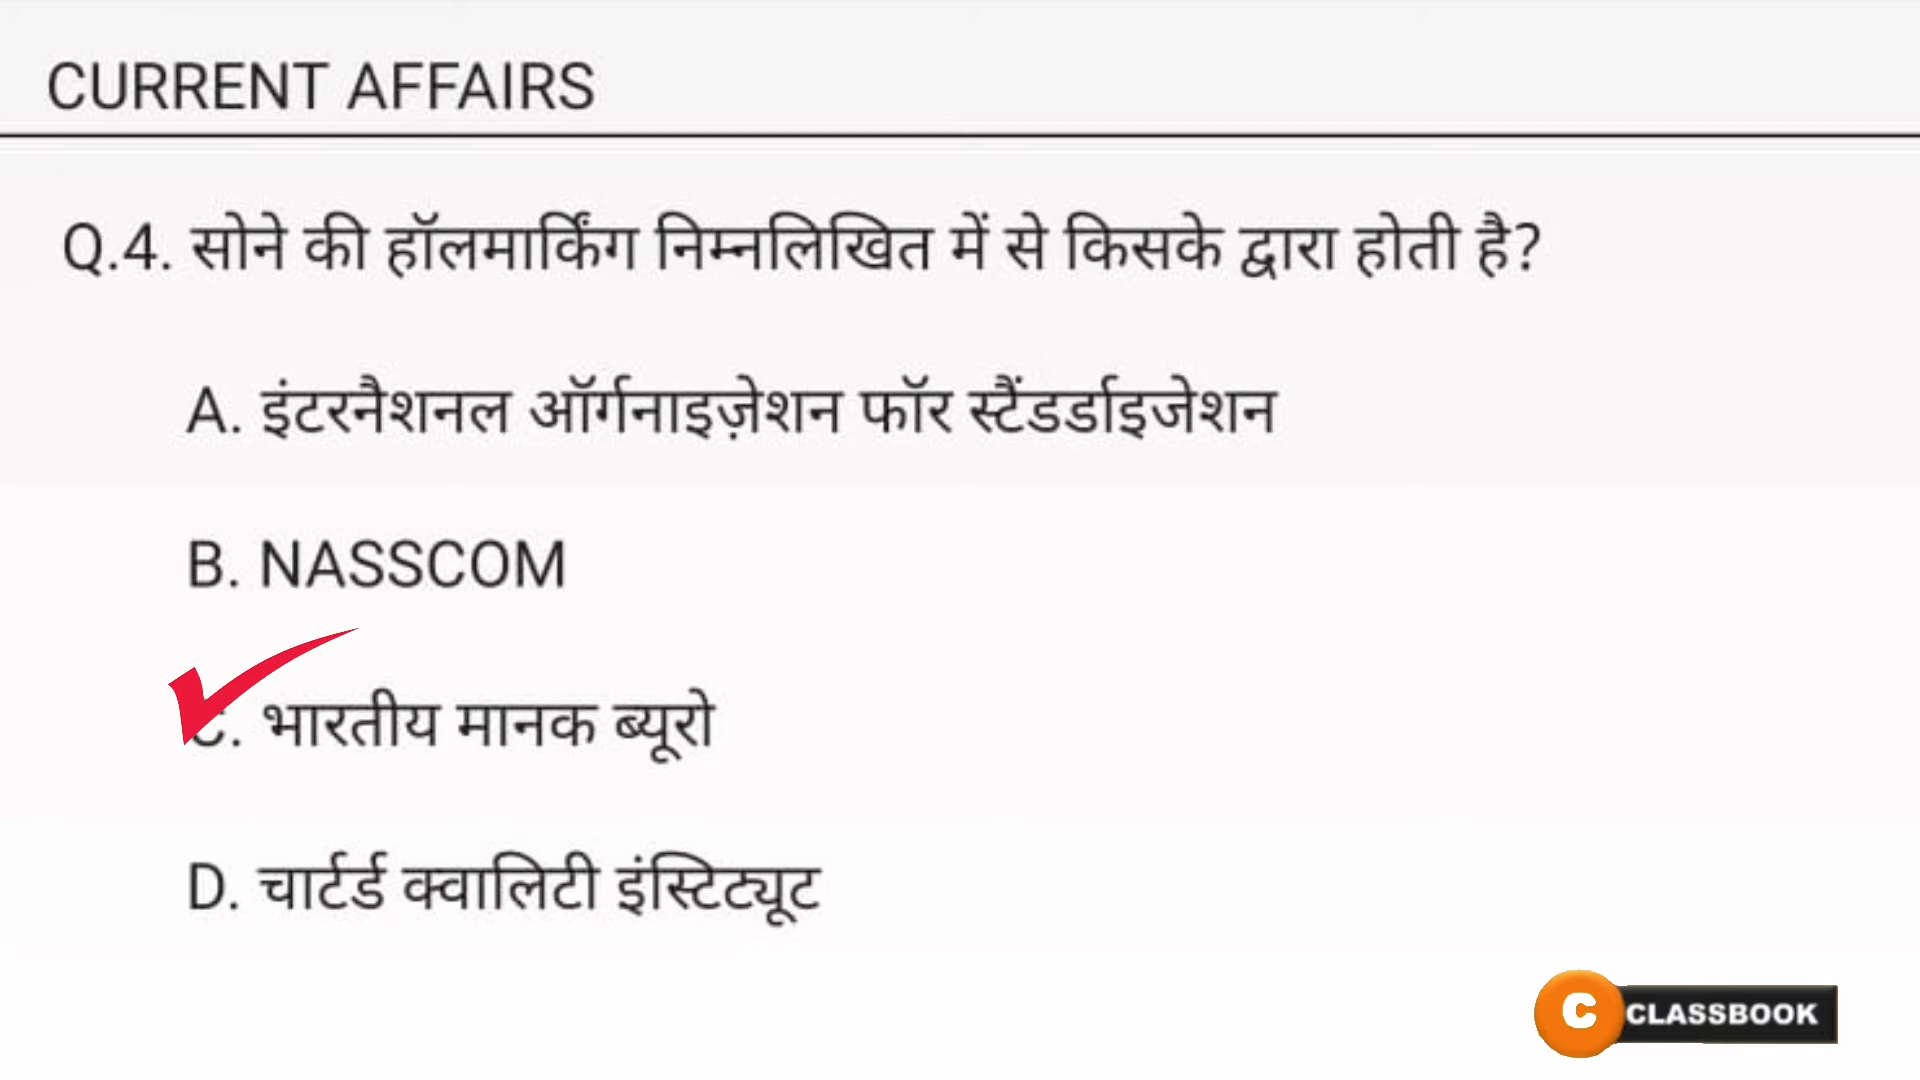 CURRENT AFFAIRS
Q.4. सोने की हॉलमार्किंग निम्नलिखित में से किसके द्वारा होती है?
A. इंटरनैशनल ऑर्गनाइज़ेशन फॉर स्टैंडर्डाइजेशन
B. NASSCOM
C. भारतीय मानक ब्यूरो
D. चार्टर्ड क्वालिटी इंस्टिट्यूट
C CLASSBOOK